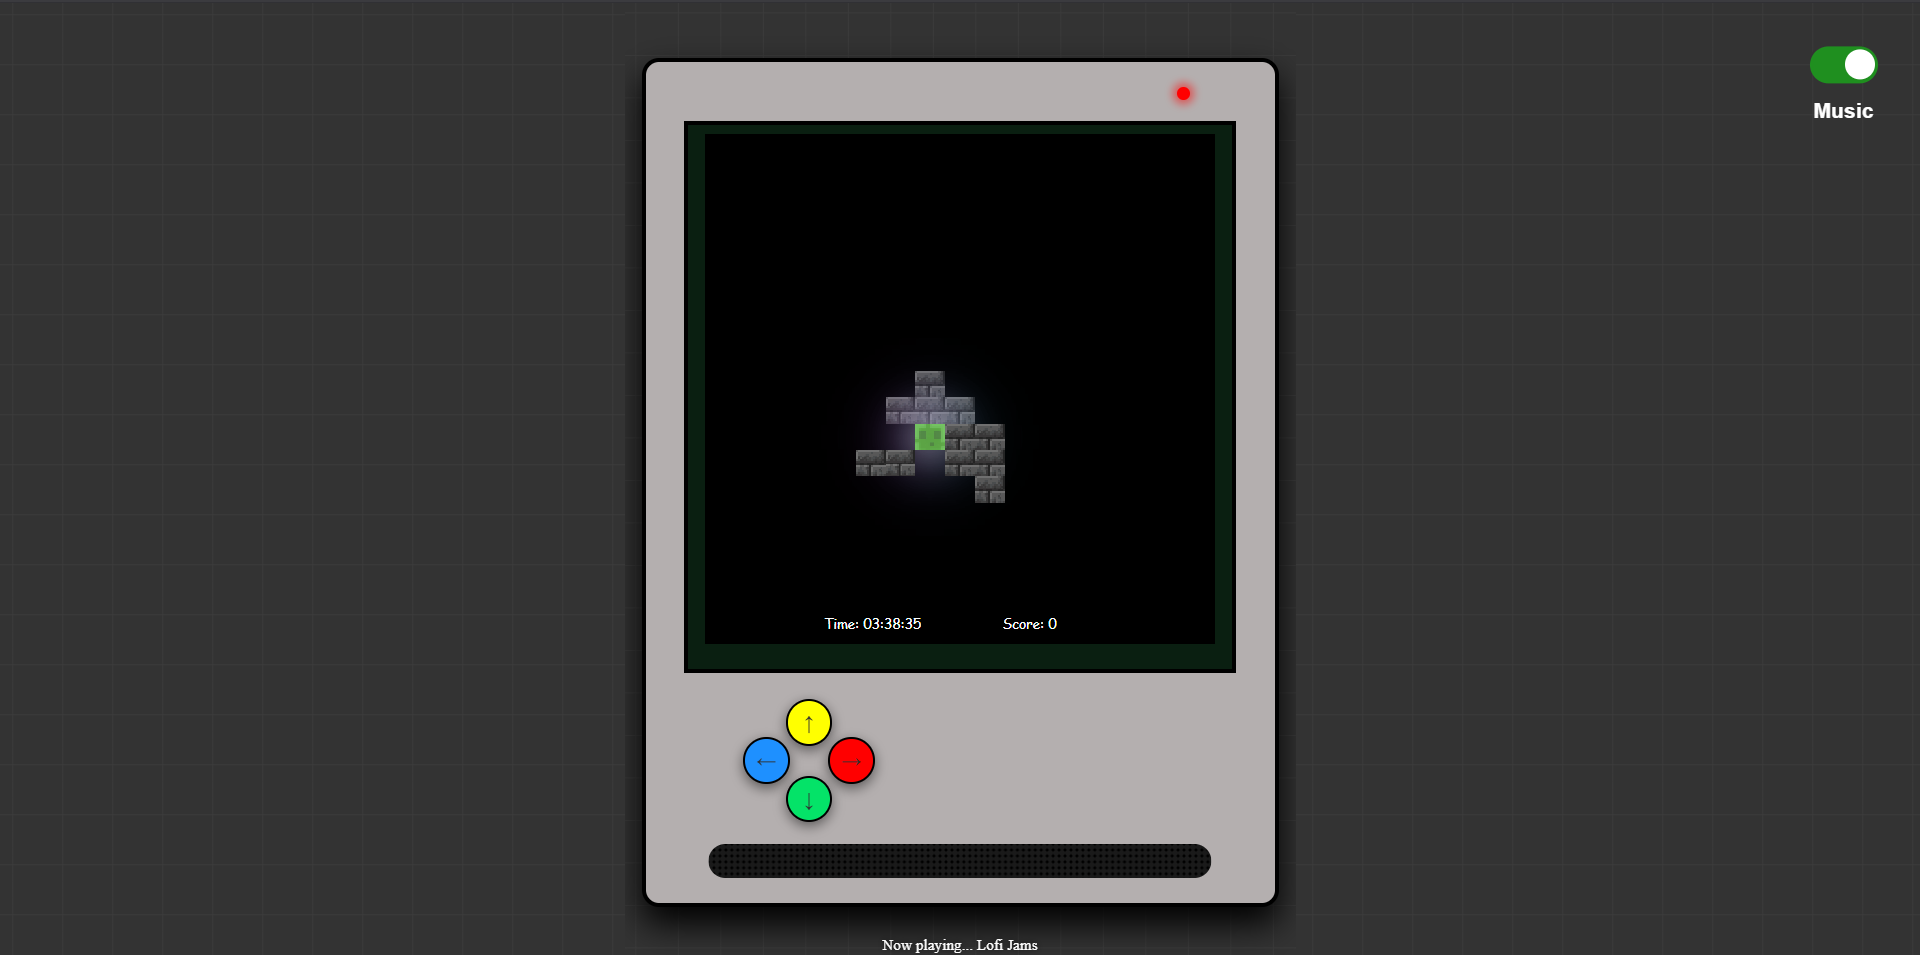 Music
Time: 03:38:35 Score: 0
↑
← →
↓
Now playing... Lofi Jams